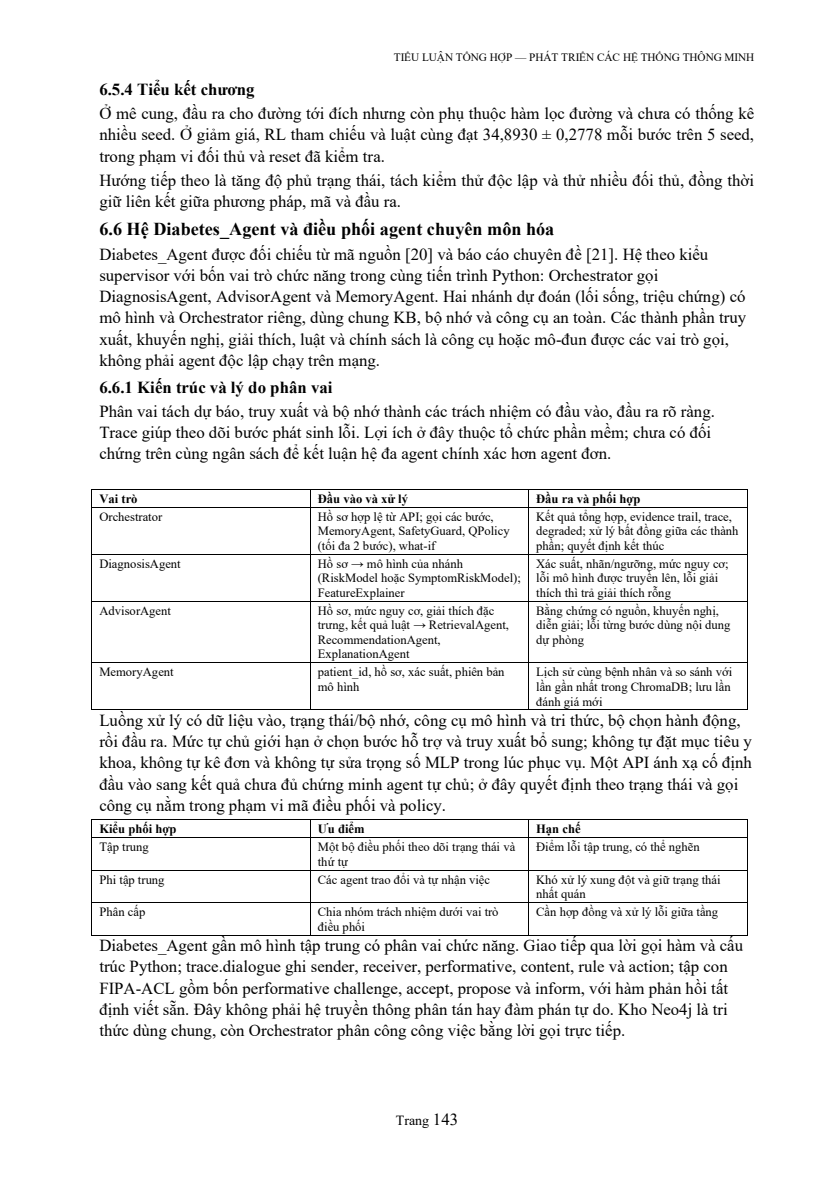 TIỂU LUẬN TỔNG HỢP — PHÁT TRIỂN CÁC HỆ THỐNG THÔNG MINH
6.5.4 Tiểu kết chương
Ở mê cung, đầu ra cho đường tới đích nhưng còn phụ thuộc hàm lọc đường và chưa có thống kê
nhiều seed. Ở giảm giá, RL tham chiếu và luật cùng đạt 34,8930 ± 0,2778 mỗi bước trên 5 seed,
trong phạm vi đối thủ và reset đã kiểm tra.
Hướng tiếp theo là tăng độ phủ trạng thái, tách kiểm thử độc lập và thử nhiều đối thủ, đồng thời
giữ liên kết giữa phương pháp, mã và đầu ra.
6.6 Hệ Diabetes_Agent và điều phối agent chuyên môn hóa
Diabetes_Agent được đối chiếu từ mã nguồn [20] và báo cáo chuyên đề [21]. Hệ theo kiểu
supervisor với bốn vai trò chức năng trong cùng tiến trình Python: Orchestrator gọi
DiagnosisAgent, AdvisorAgent và MemoryAgent. Hai nhánh dự đoán (lối sống, triệu chứng) có
mô hình và Orchestrator riêng, dùng chung KB, bộ nhớ và công cụ an toàn. Các thành phần truy
xuất, khuyến nghị, giải thích, luật và chính sách là công cụ hoặc mô-đun được các vai trò gọi,
không phải agent độc lập chạy trên mạng.
6.6.1 Kiến trúc và lý do phân vai
Phân vai tách dự báo, truy xuất và bộ nhớ thành các trách nhiệm có đầu vào, đầu ra rõ ràng.
Trace giúp theo dõi bước phát sinh lỗi. Lợi ích ở đây thuộc tổ chức phần mềm; chưa có đối
chứng trên cùng ngân sách để kết luận hệ đa agent chính xác hơn agent đơn.
Vai trò
Đầu vào và xử lý
Đầu ra và phối hợp
Orchestrator
Hồ sơ hợp lệ từ API; gọi các bước,
MemoryAgent, SafetyGuard, QPolicy
(tối đa 2 bước), what-if
Kết quả tổng hợp, evidence trail, trace,
degraded; xử lý bất đồng giữa các thành
phần; quyết định kết thúc
DiagnosisAgent
Hồ sơ → mô hình của nhánh
(RiskModel hoặc SymptomRiskModel);
FeatureExplainer
Xác suất, nhãn/ngưỡng, mức nguy cơ;
lỗi mô hình được truyền lên, lỗi giải
thích thì trả giải thích rỗng
AdvisorAgent
Hồ sơ, mức nguy cơ, giải thích đặc
trưng, kết quả luật → RetrievalAgent,
RecommendationAgent,
ExplanationAgent
Bằng chứng có nguồn, khuyến nghị,
diễn giải; lỗi từng bước dùng nội dung
dự phòng
MemoryAgent
patient_id, hồ sơ, xác suất, phiên bản
mô hình
Lịch sử cùng bệnh nhân và so sánh với
lần gần nhất trong ChromaDB; lưu lần
đánh giá mới
Luồng xử lý có dữ liệu vào, trạng thái/bộ nhớ, công cụ mô hình và tri thức, bộ chọn hành động,
rồi đầu ra. Mức tự chủ giới hạn ở chọn bước hỗ trợ và truy xuất bổ sung; không tự đặt mục tiêu y
khoa, không tự kê đơn và không tự sửa trọng số MLP trong lúc phục vụ. Một API ánh xạ cố định
đầu vào sang kết quả chưa đủ chứng minh agent tự chủ; ở đây quyết định theo trạng thái và gọi
công cụ nằm trong phạm vi mã điều phối và policy.
Kiểu phối hợp
Ưu điểm
Hạn chế
Tập trung
Một bộ điều phối theo dõi trạng thái và
thứ tự
Điểm lỗi tập trung, có thể nghẽn
Phi tập trung
Các agent trao đổi và tự nhận việc
Khó xử lý xung đột và giữ trạng thái
nhất quán
Phân cấp
Chia nhóm trách nhiệm dưới vai trò
điều phối
Cần hợp đồng và xử lý lỗi giữa tầng
Diabetes_Agent gần mô hình tập trung có phân vai chức năng. Giao tiếp qua lời gọi hàm và cấu
trúc Python; trace.dialogue ghi sender, receiver, performative, content, rule và action; tập con
FIPA-ACL gồm bốn performative challenge, accept, propose và inform, với hàm phản hồi tất
định viết sẵn. Đây không phải hệ truyền thông phân tán hay đàm phán tự do. Kho Neo4j là tri
thức dùng chung, còn Orchestrator phân công công việc bằng lời gọi trực tiếp.
Trang 143